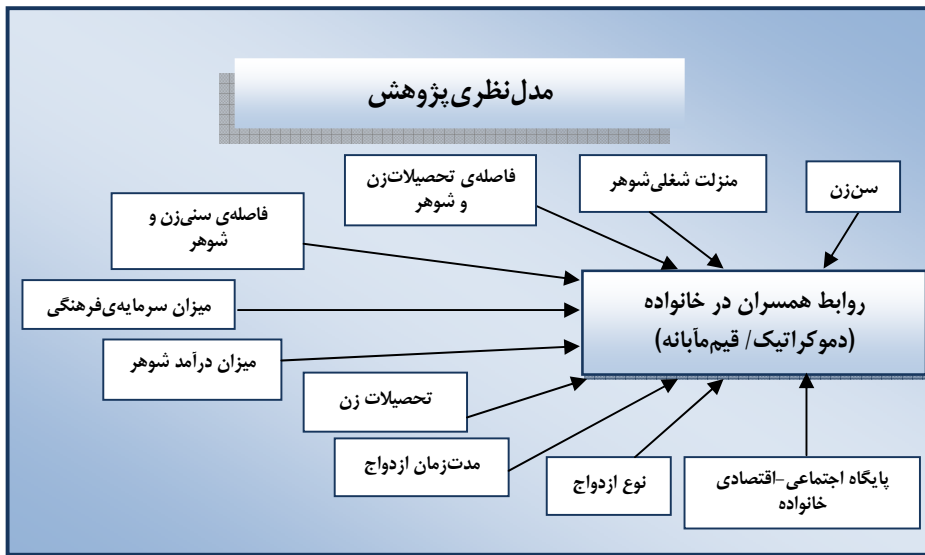 مدل‌نظری‌پژوهش
سن‌زن
منزلت شغلی‌شوهر
فاصله‌ی تحصیلات‌زن
و شوهر
فاصله‌ی سنی‌زن و
شوهر
میزان سرمایه‌ی‌فرهنگی
میزان درآمد شوهر
روابط همسران در خانواده
(دموکراتیک/ قیم‌مآبانه)
تحصیلات زن
مدت‌زمان ازدواج
نوع ازدواج
پایگاه اجتماعی-اقتصادی
خانواده